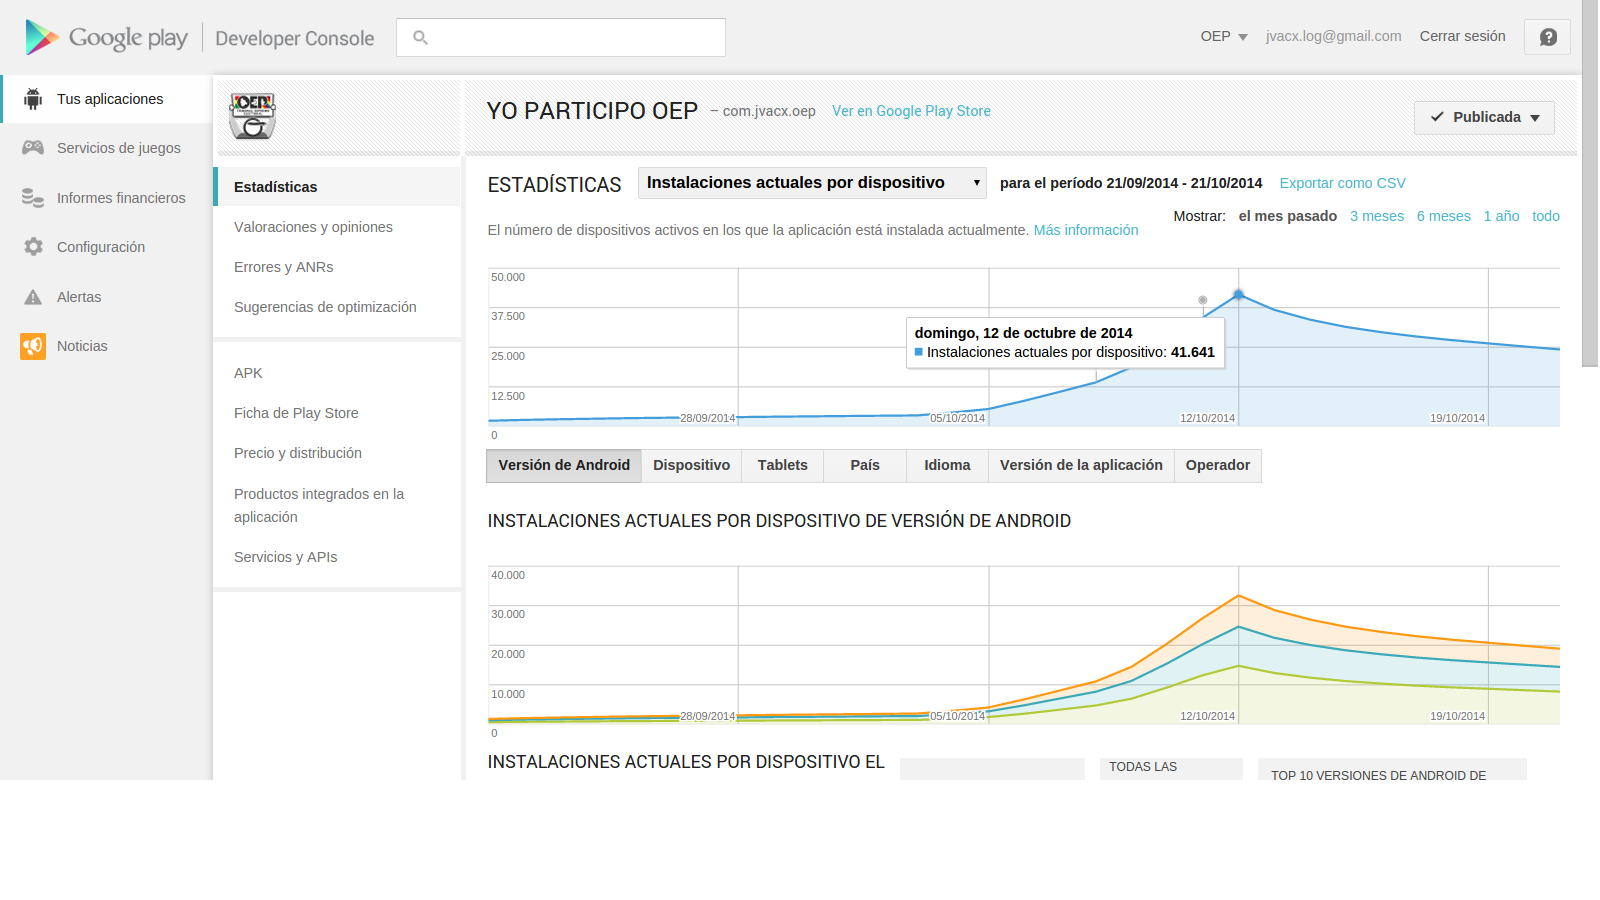 Google play Developer Console
OEP jvacx.log@gmail.com Cerrar sesión
Tus aplicaciones
Servicios de juegos
Informes financieros
Configuración
Alertas
Noticias
OEP
YO PARTICIPO OEP – com.jvacx.oep Ver en Google Play Store
Publicada
Estadísticas
Valoraciones y opiniones
Errores y ANRs
Sugerencias de optimización
APK
Ficha de Play Store
Precio y distribución
Productos integrados en la
aplicación
Servicios y APIs
ESTADÍSTICAS Instalaciones actuales por dispositivo para el período 21/09/2014 - 21/10/2014 Exportar como CSV
Mostrar: el mes pasado 3 meses 6 meses 1 año todo
El número de dispositivos activos en los que la aplicación está instalada actualmente. Más información
50.000
37.500
25.000
12.500
0
domingo, 12 de octubre de 2014
Instalaciones actuales por dispositivo: 41.641
28/09/2014 05/10/2014 12/10/2014 19/10/2014
Versión de Android Dispositivo Tablets País Idioma Versión de la aplicación Operador
INSTALACIONES ACTUALES POR DISPOSITIVO DE VERSIÓN DE ANDROID
40.000
30.000
20.000
10.000
0
28/09/2014 05/10/2014 12/10/2014 19/10/2014
INSTALACIONES ACTUALES POR DISPOSITIVO EL
TODAS LAS
TOP 10 VERSIONES DE ANDROID DE